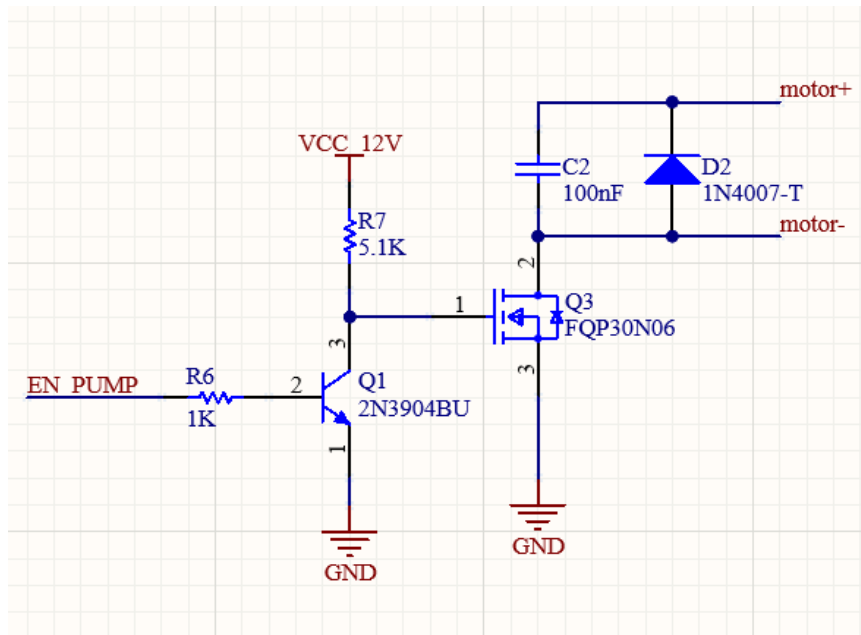 motor+
VCC_12V
C2
100nF
D2
1N4007-T
R7
5.1K
motor-
2
1
Q3
FQP30N06
3
EN_PUMP
R6
1K
2
3
Q1
2N3904BU
1
3
GND
GND